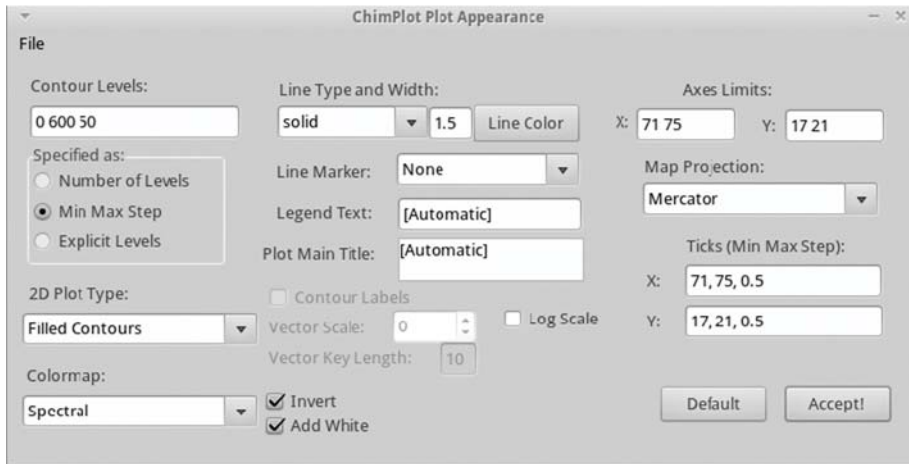 ChimPlot Plot Appearance
File
Contour Levels:
0 600 50
Specified as:
Number of Levels
Min Max Step
Explicit Levels
2D Plot Type:
Filled Contours
Colormap:
Spectral
Line Type and Width:
solid
1.5
Line Color
Line Marker:
None
Legend Text:
[Automatic]
Plot Main Title:
[Automatic]
Contour Labels
Vector Scale:
0
Log Scale
Vector Key Length:
10
Invert
Add White
Axes Limits:
X: 71 75
Y: 17 21
Map Projection:
Mercator
Ticks (Min Max Step):
X: 71, 75, 0.5
Y: 17, 21, 0.5
Default
Accept!